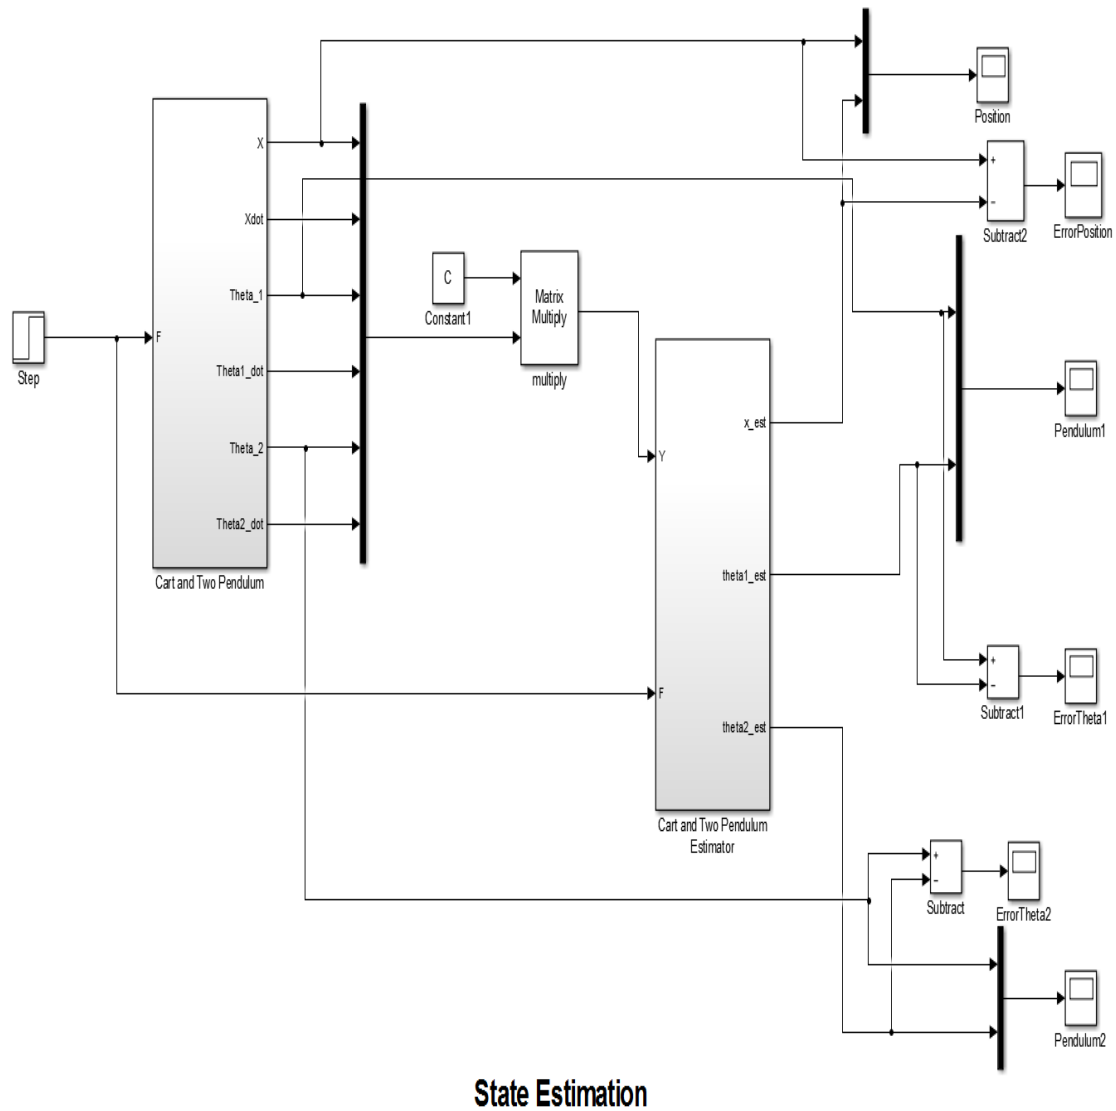 Position
X
+
-
Subtract2
ErrorPosition
Xdot
C
Constant1
Matrix
Multiply
multiply
Theta_1
Step
F
Theta1_dot
Pendulum1
x_est
Theta_2
Y
Theta2_dot
Cart and Two Pendulum
theta1_est
+
-
Subtract1
ErrorTheta1
F
theta2_est
Cart and Two Pendulum
Estimator
+
-
Subtract
ErrorTheta2
Pendulum2
State Estimation